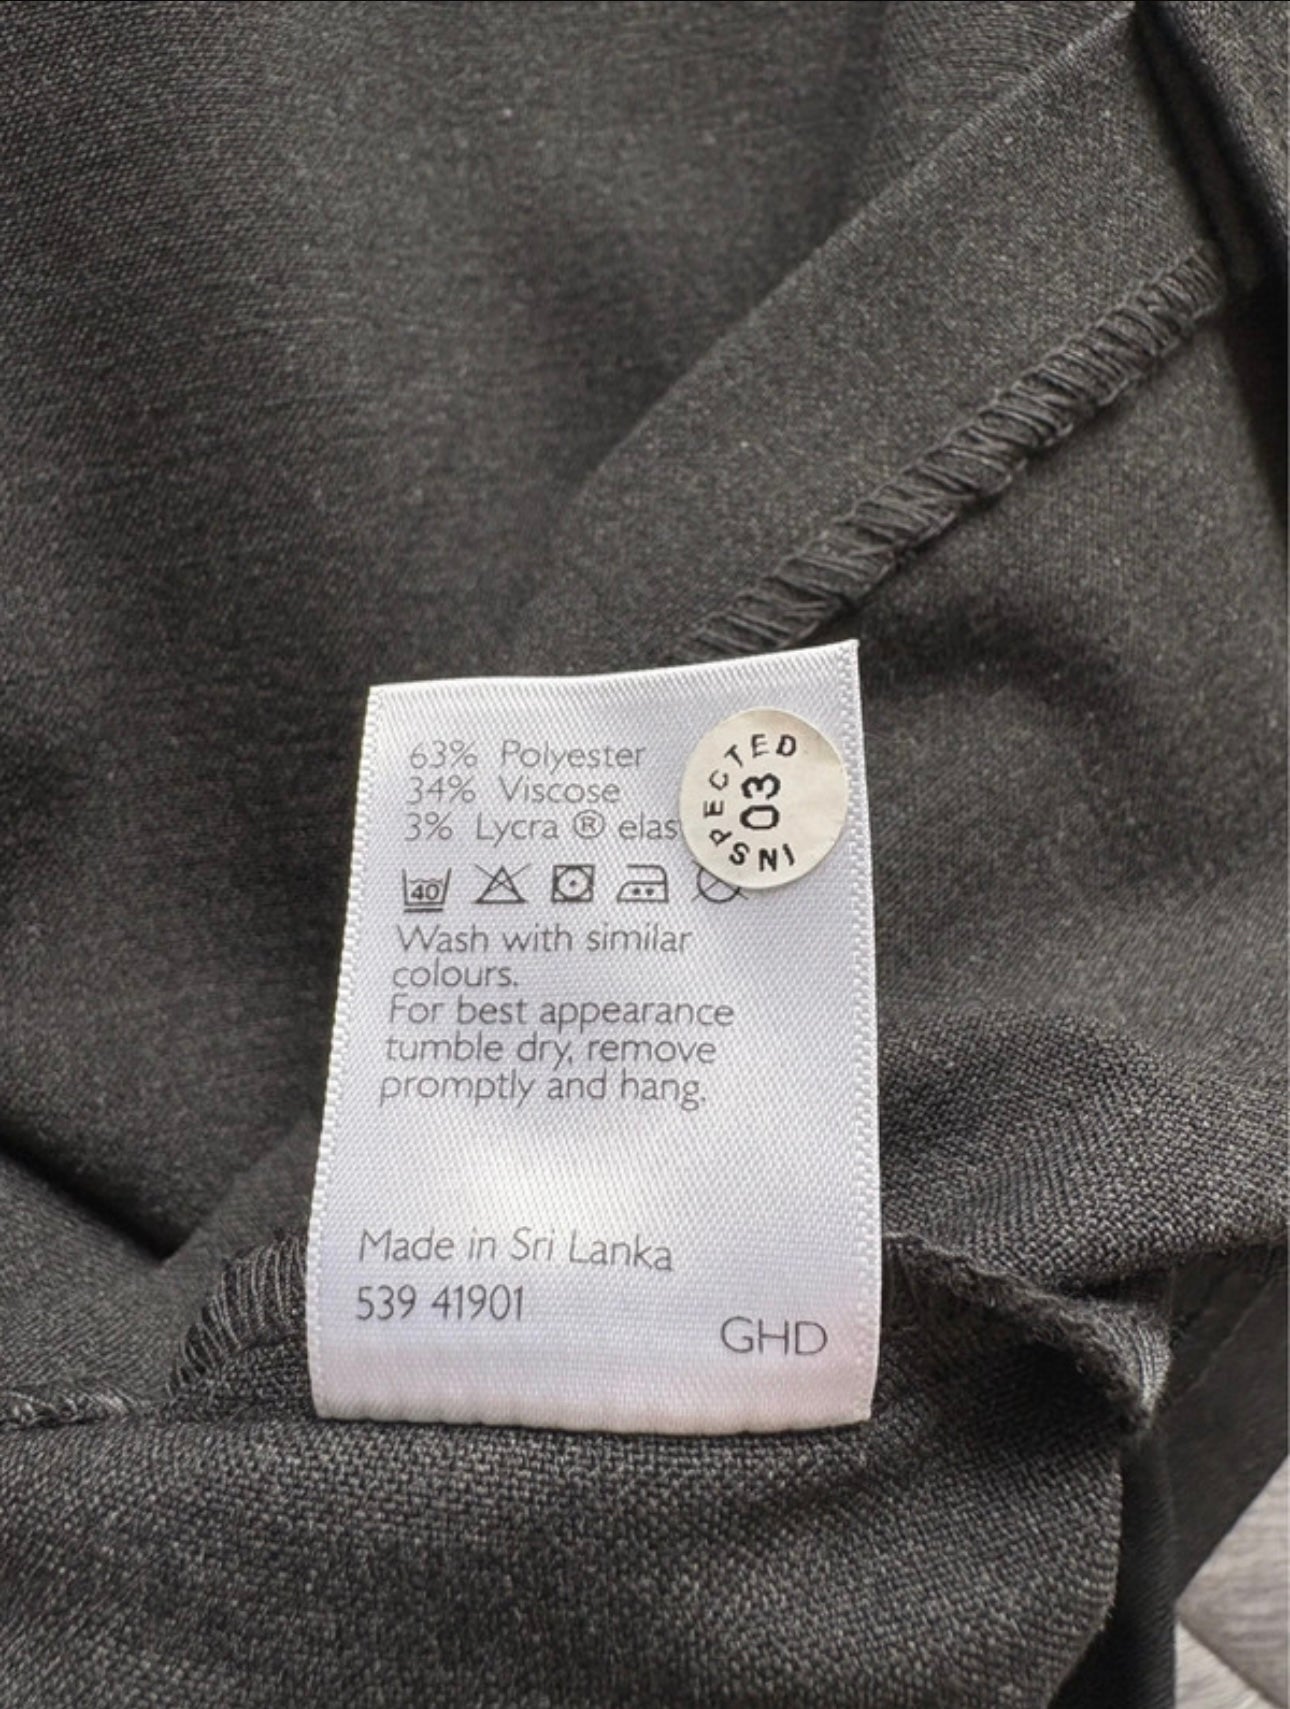 63% Polyester
34% Viscose
3% Lycra ® elas
INSPECTED
03
40
Wash with similar
colours.
For best appearance
tumble dry, remove
promptly and hang.
Made in Sri Lanka
539 41901
GHD